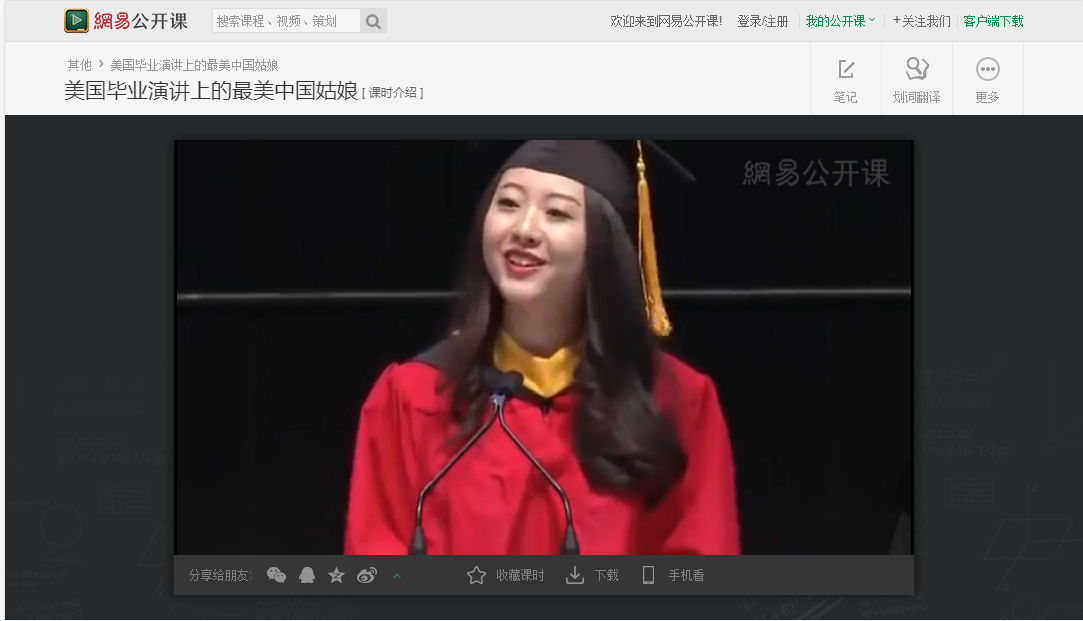 網易公开课
搜索课程、视频、策划
欢迎来到网易公开课! 登录/注册 我的公开课 +关注我们 客户端下载
其他 > 美国毕业演讲上的最美中国姑娘
美国毕业演讲上的最美中国姑娘 [ 课时介绍 ]
笔记 划词翻译 更多
網易公开课
分享给朋友: 收藏课时 下载 手机看